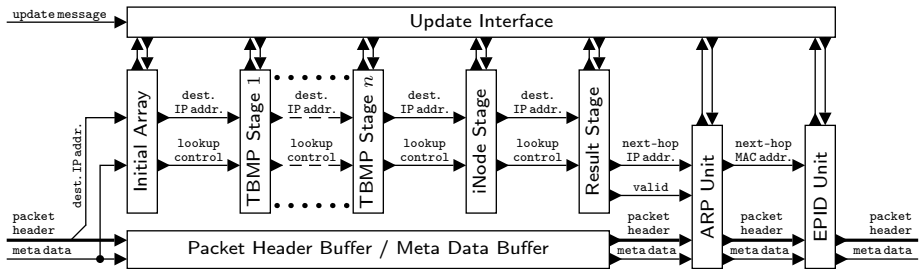 update message
Update Interface
Initial Array
TBMP Stage 1
TBMP Stage n
iNode Stage
Result Stage
ARP Unit
EPID Unit
dest.
IP addr.
dest.
IP addr.
dest.
IP addr.
dest.
IP addr.
lookup
control
lookup
control
lookup
control
lookup
control
next-hop
IP addr.
next-hop
MAC addr.
valid
dest. IP addr.
packet
header
meta data
Packet Header Buffer / Meta Data Buffer
packet
header
meta data
packet
header
meta data
packet
header
meta data